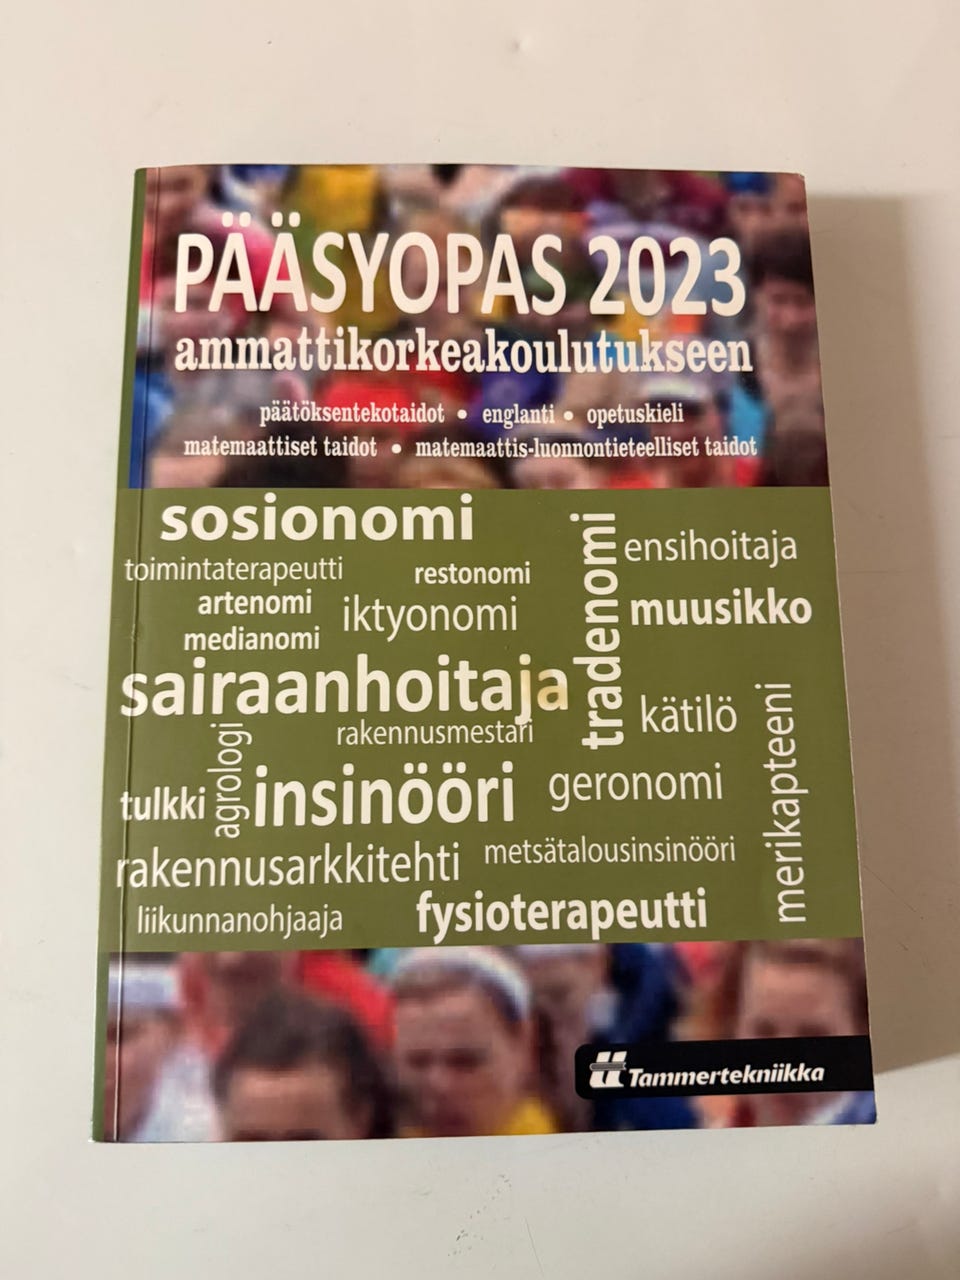 PÄÄSYOPAS 2023
ammattikorkeakoulutukseen
päätöksentekotaidot • englanti • opetuskieli
matemaattiset taidot • matemaattis-luonnontieteelliset taidot
sosionomi
tradenomi
ensihoitaja
toimintaterapeutti
restonomi
artenomi
iktyonomi
muusikko
medianomi
sairaanhoitaja
kätilö
merikapteeni
rakennusmestari
agrologi
insinööri
geronomi
tulkki
rakennusarkkitehti
metsätalousinsinööri
liikunnanohjaaja
fysioterapeutti
Tammertekniikka